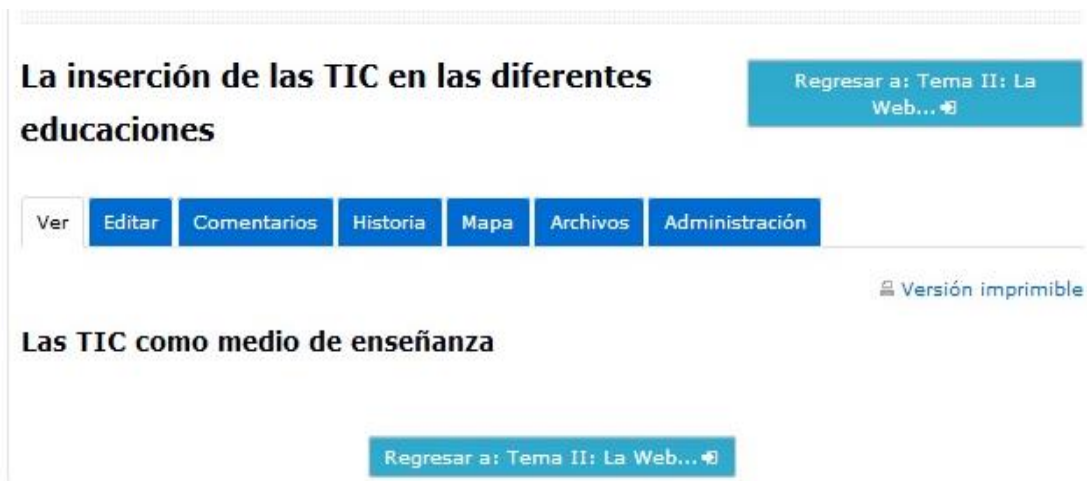 La inserción de las TIC en las diferentes
educaciones
Regresar a: Tema II: La
Web...
Ver Editar Comentarios Historia Mapa Archivos Administración
Versión imprimible
Las TIC como medio de enseñanza
Regresar a: Tema II: La Web...